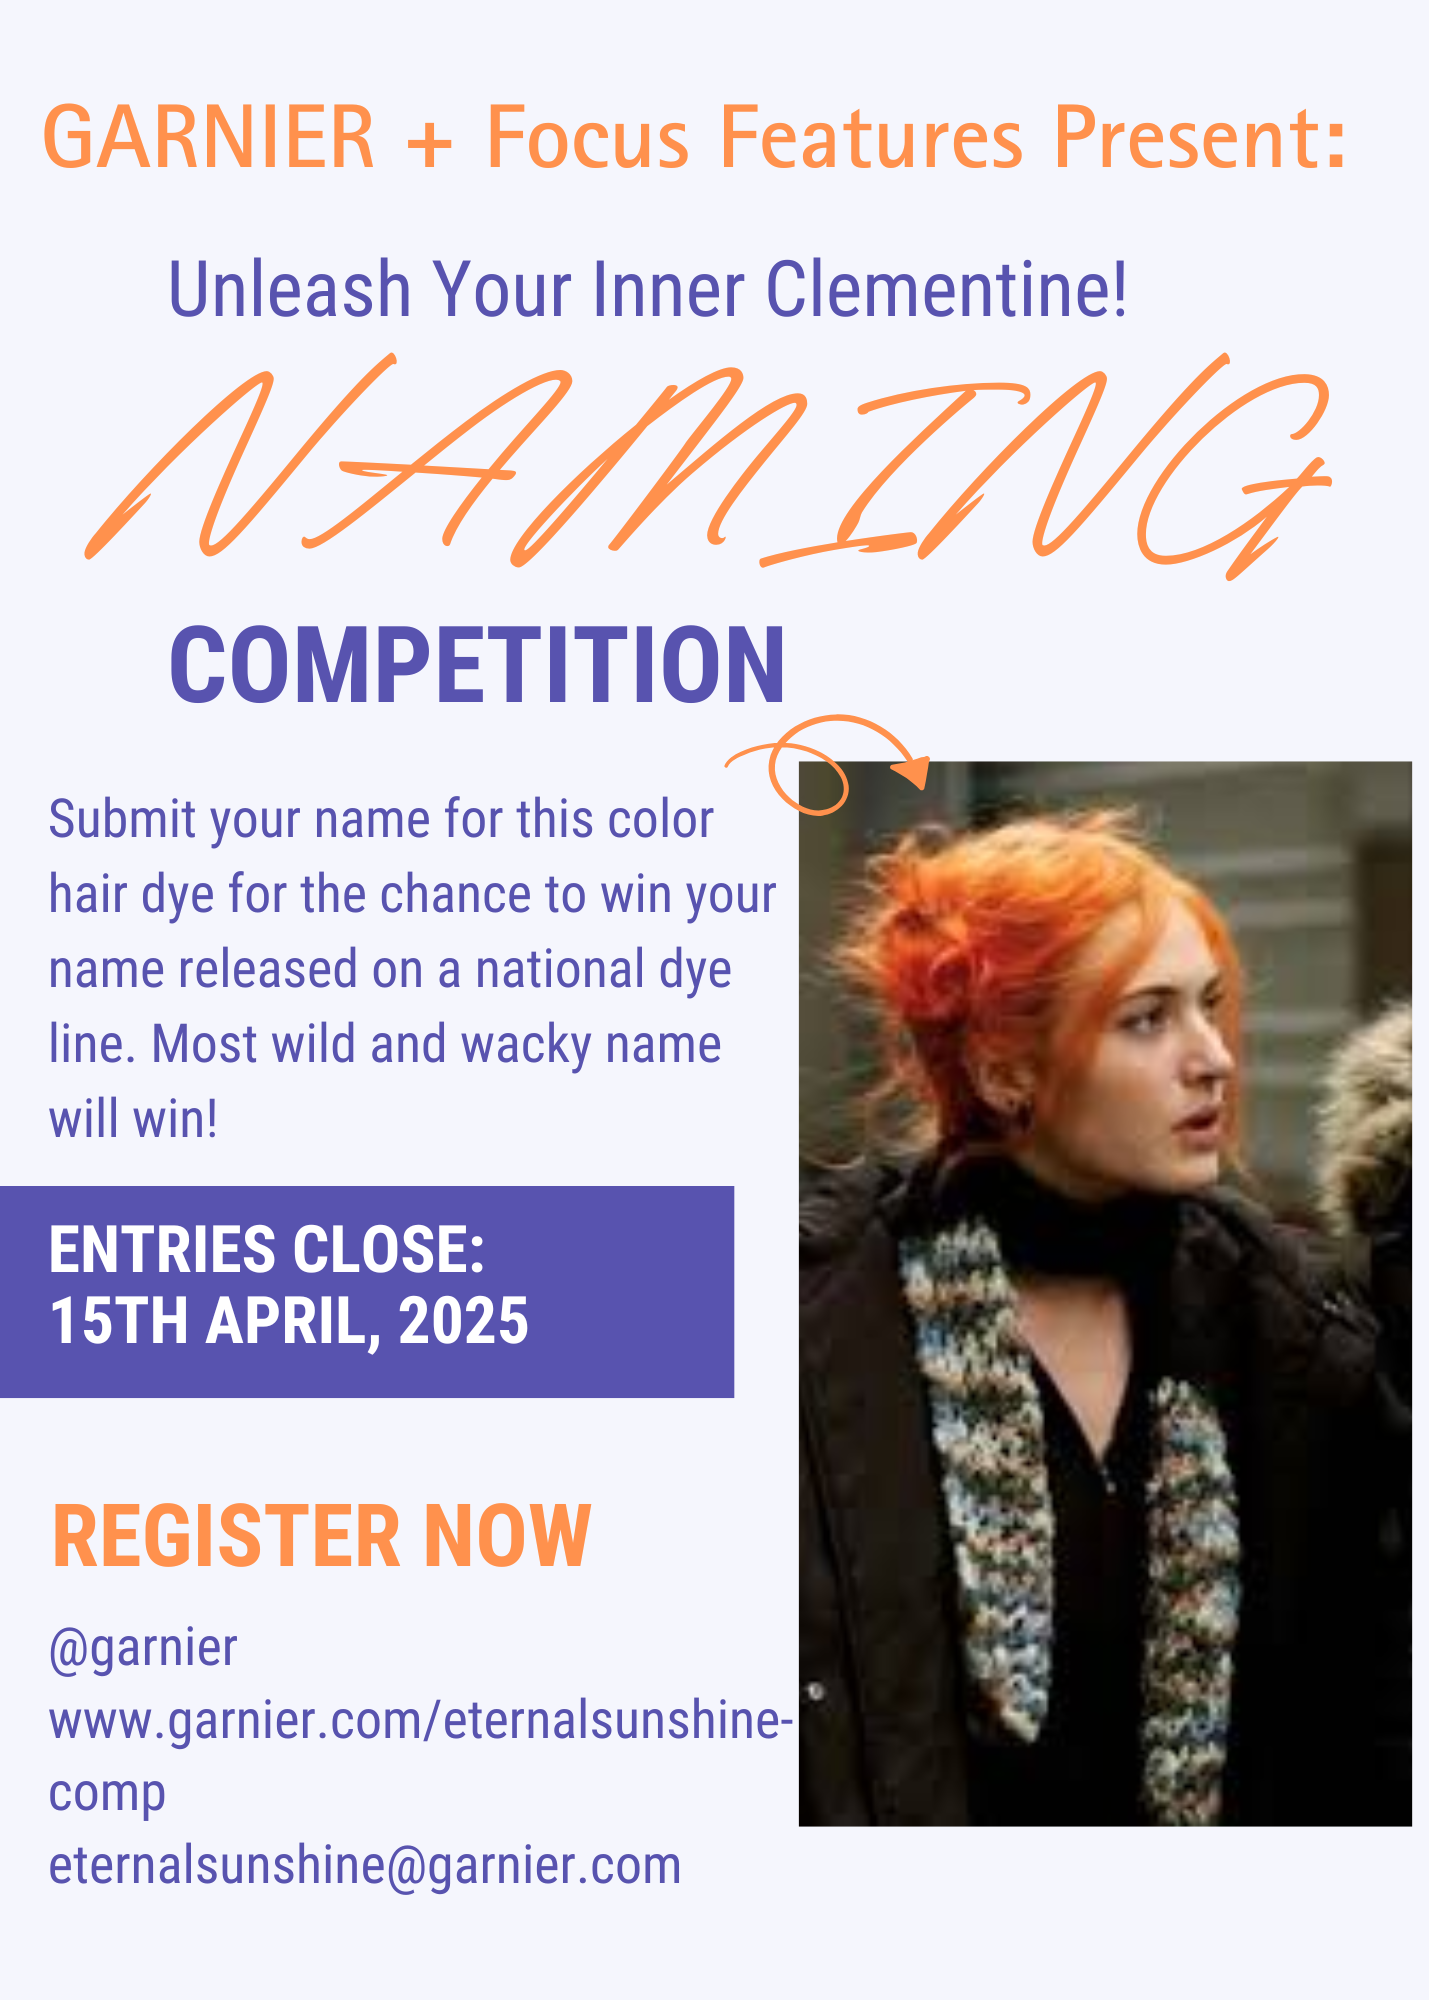 GARNIER + Focus Features Present:
Unleash Your Inner Clementine!
NAMING
COMPETITION
Submit your name for this color
hair dye for the chance to win your
name released on a national dye
line. Most wild and wacky name
will win!
ENTRIES CLOSE:
15TH APRIL, 2025
REGISTER NOW
@garnier
www.garnier.com/eternalsunshine-
comp
eternalsunshine@garnier.com